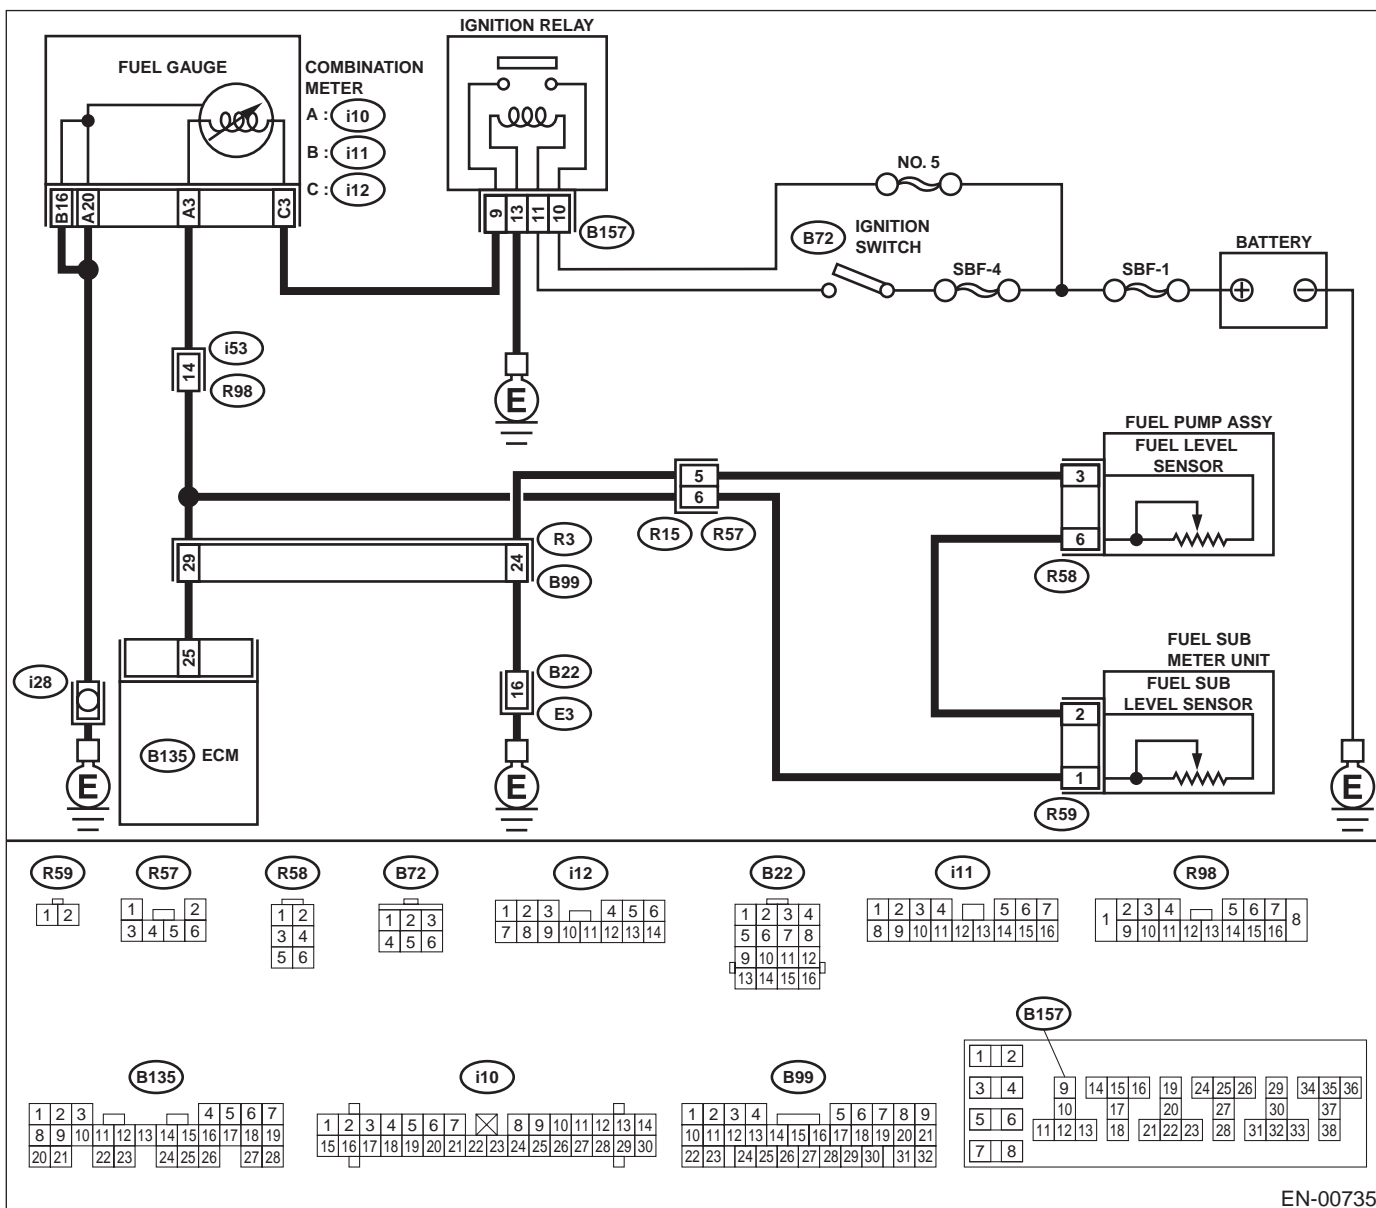 IGNITION RELAY
FUEL GAUGE
COMBINATION
METER
A : i10
B : i11
C : i12
B16 A20 A3 C3
9 13 11 10
B157
NO. 5
B72
IGNITION
SWITCH
SBF-4
SBF-1
BATTERY
+ −
14
i53
R98
E
FUEL PUMP ASSY
FUEL LEVEL
SENSOR
3
6
R58
5
6
R15 R57
29 24
R3
B99
25
B135 ECM
i28
E
16
B22
E3
E
FUEL SUB
METER UNIT
FUEL SUB
LEVEL SENSOR
2
1
R59
E
R59
1 2
R57
1 2
3 4 5 6
R58
1 2
3 4
5 6
B72
1 2 3
4 5 6
i12
1 2 3 4 5 6
7 8 9 10 11 12 13 14
B22
1 2 3 4
5 6 7 8
9 10 11 12
13 14 15 16
i11
1 2 3 4 5 6 7
8 9 10 11 12 13 14 15 16
R98
1 2 3 4 5 6 7 8
9 10 11 12 13 14 15 16
B135
1 2 3 4 5 6 7
8 9 10 11 12 13 14 15 16 17 18 19
20 21 22 23 24 25 26 27 28
i10
1 2 3 4 5 6 7 8 9 10 11 12 13 14
15 16 17 18 19 20 21 22 23 24 25 26 27 28 29 30
B99
1 2 3 4 5 6 7 8 9
10 11 12 13 14 15 16 17 18 19 20 21
22 23 24 25 26 27 28 29 30 31 32
B157
1 2
3 4
5 6
7 8
9 14 15 16 19 24 25 26 29 34 35 36
10 17 20 27 30 37
11 12 13 18 21 22 23 28 31 32 33 38
EN-00735